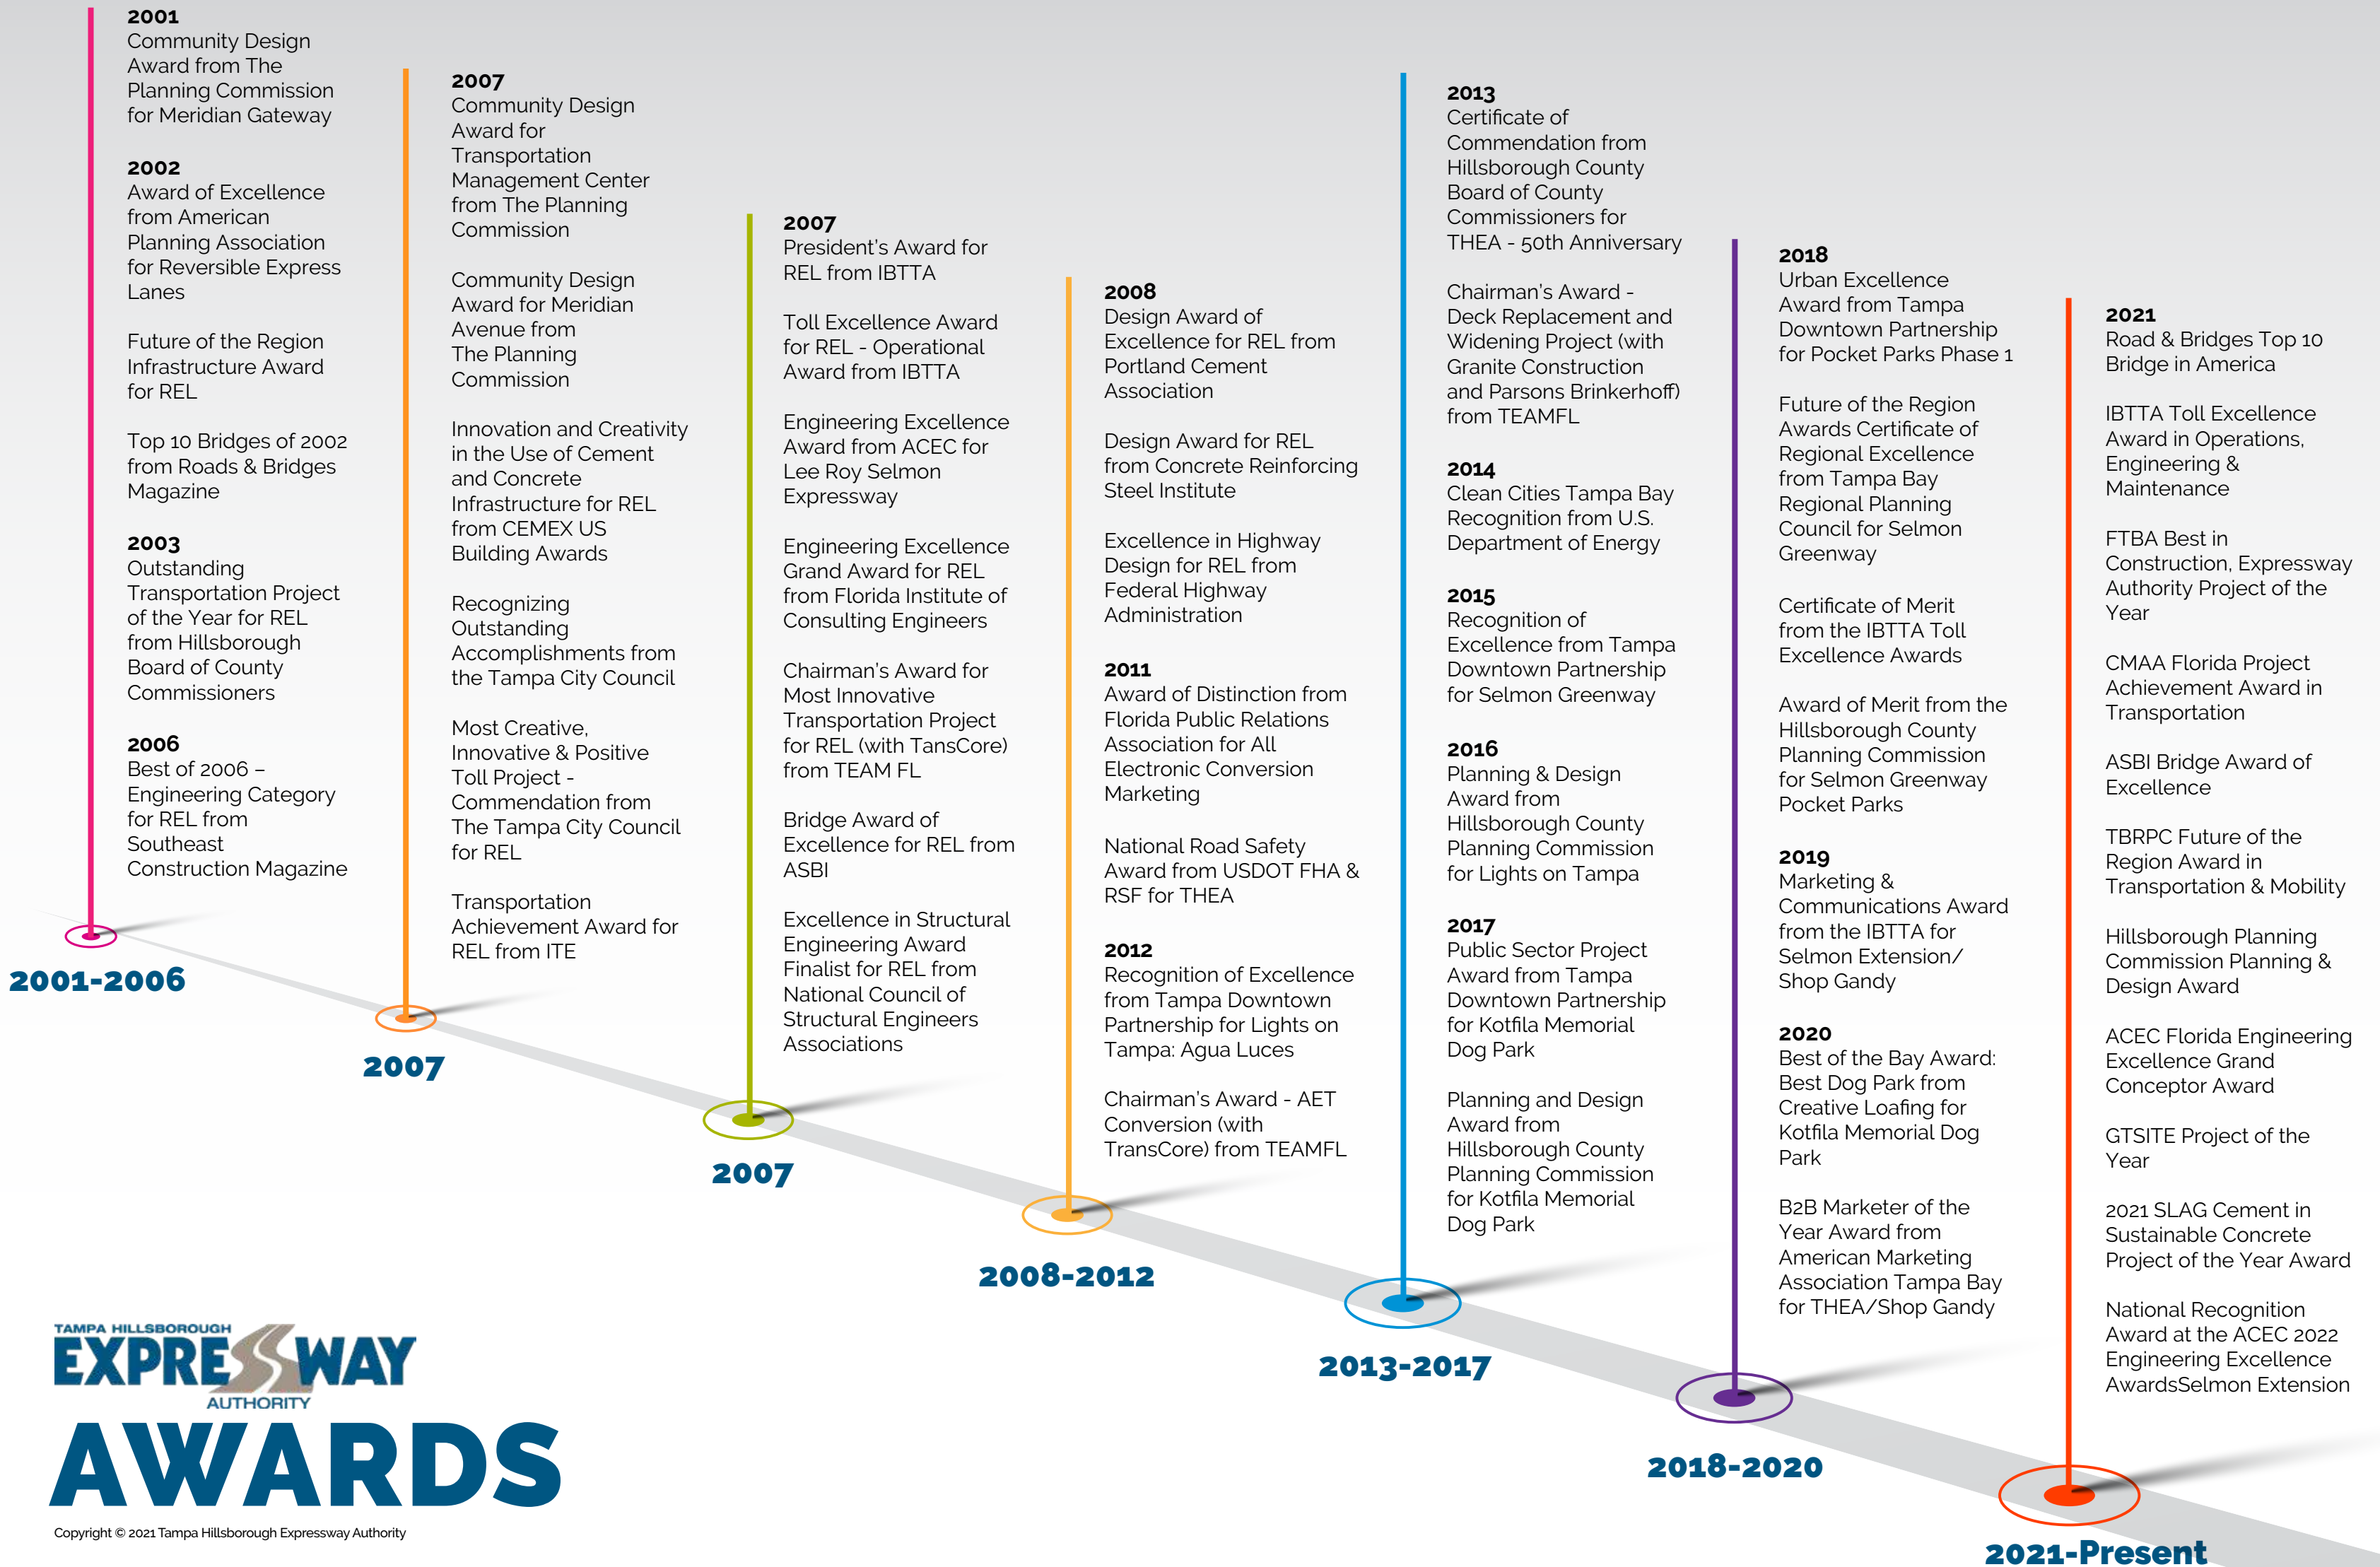 2001
Community Design
Award from The
Planning Commission
for Meridian Gateway
2002
Award of Excellence
from American
Planning Association
for Reversible Express
Lanes
Future of the Region
Infrastructure Award
for REL
Top 10 Bridges of 2002
from Roads & Bridges
Magazine
2003
Outstanding
Transportation Project
of the Year for REL
from Hillsborough
Board of County
Commissioners
2006
Best of 2006 –
Engineering Category
for REL from
Southeast
Construction Magazine
2001-2006
2007
Community Design
Award for
Transportation
Management Center
from The Planning
Commission
Community Design
Award for Meridian
Avenue from
The Planning
Commission
Innovation and Creativity
in the Use of Cement
and Concrete
Infrastructure for REL
from CEMEX US
Building Awards
Recognizing
Outstanding
Accomplishments from
the Tampa City Council
Most Creative,
Innovative & Positive
Toll Project -
Commendation from
The Tampa City Council
for REL
Transportation
Achievement Award for
REL from ITE
2007
2007
President's Award for
REL from IBTTA
Toll Excellence Award
for REL - Operational
Award from IBTTA
Engineering Excellence
Award from ACEC for
Lee Roy Selmon
Expressway
Engineering Excellence
Grand Award for REL
from Florida Institute of
Consulting Engineers
Chairman's Award for
Most Innovative
Transportation Project
for REL (with TansCore)
from TEAM FL
Bridge Award of
Excellence for REL from
ASBI
Excellence in Structural
Engineering Award
Finalist for REL from
National Council of
Structural Engineers
Associations
2007
2008
Design Award of
Excellence for REL from
Portland Cement
Association
Design Award for REL
from Concrete Reinforcing
Steel Institute
Excellence in Highway
Design for REL from
Federal Highway
Administration
2011
Award of Distinction from
Florida Public Relations
Association for All
Electronic Conversion
Marketing
National Road Safety
Award from USDOT FHA &
RSF for THEA
2012
Recognition of Excellence
from Tampa Downtown
Partnership for Lights on
Tampa: Agua Luces
Chairman's Award - AET
Conversion (with
TransCore) from TEAMFL
2008-2012
2013
Certificate of
Commendation from
Hillsborough County
Board of County
Commissioners for
THEA - 50th Anniversary
Chairman's Award -
Deck Replacement and
Widening Project (with
Granite Construction
and Parsons Brinkerhoff)
from TEAMFL
2014
Clean Cities Tampa Bay
Recognition from U.S.
Department of Energy
2015
Recognition of
Excellence from Tampa
Downtown Partnership
for Selmon Greenway
2016
Planning & Design
Award from
Hillsborough County
Planning Commission
for Lights on Tampa
2017
Public Sector Project
Award from Tampa
Downtown Partnership
for Kotfila Memorial
Dog Park
Planning and Design
Award from
Hillsborough County
Planning Commission
for Kotfila Memorial
Dog Park
2013-2017
2018
Urban Excellence
Award from Tampa
Downtown Partnership
for Pocket Parks Phase 1
Future of the Region
Awards Certificate of
Regional Excellence
from Tampa Bay
Regional Planning
Council for Selmon
Greenway
Certificate of Merit
from the IBTTA Toll
Excellence Awards
Award of Merit from the
Hillsborough County
Planning Commission
for Selmon Greenway
Pocket Parks
2019
Marketing &
Communications Award
from the IBTTA for
Selmon Extension/
Shop Gandy
2020
Best of the Bay Award:
Best Dog Park from
Creative Loafing for
Kotfila Memorial Dog
Park
B2B Marketer of the
Year Award from
American Marketing
Association Tampa Bay
for THEA/Shop Gandy
2018-2020
2021
Road & Bridges Top 10
Bridge in America
IBTTA Toll Excellence
Award in Operations,
Engineering &
Maintenance
FTBA Best in
Construction, Expressway
Authority Project of the
Year
CMAA Florida Project
Achievement Award in
Transportation
ASBI Bridge Award of
Excellence
TBRPC Future of the
Region Award in
Transportation & Mobility
Hillsborough Planning
Commission Planning &
Design Award
ACEC Florida Engineering
Excellence Grand
Conceptor Award
GTSITE Project of the
Year
2021 SLAG Cement in
Sustainable Concrete
Project of the Year Award
National Recognition
Award at the ACEC 2022
Engineering Excellence
AwardsSelmon Extension
2021-Present
TAMPA HILLSBOROUGH
EXPRESSWAY
AUTHORITY
AWARDS
Copyright © 2021 Tampa Hillsborough Expressway Authority